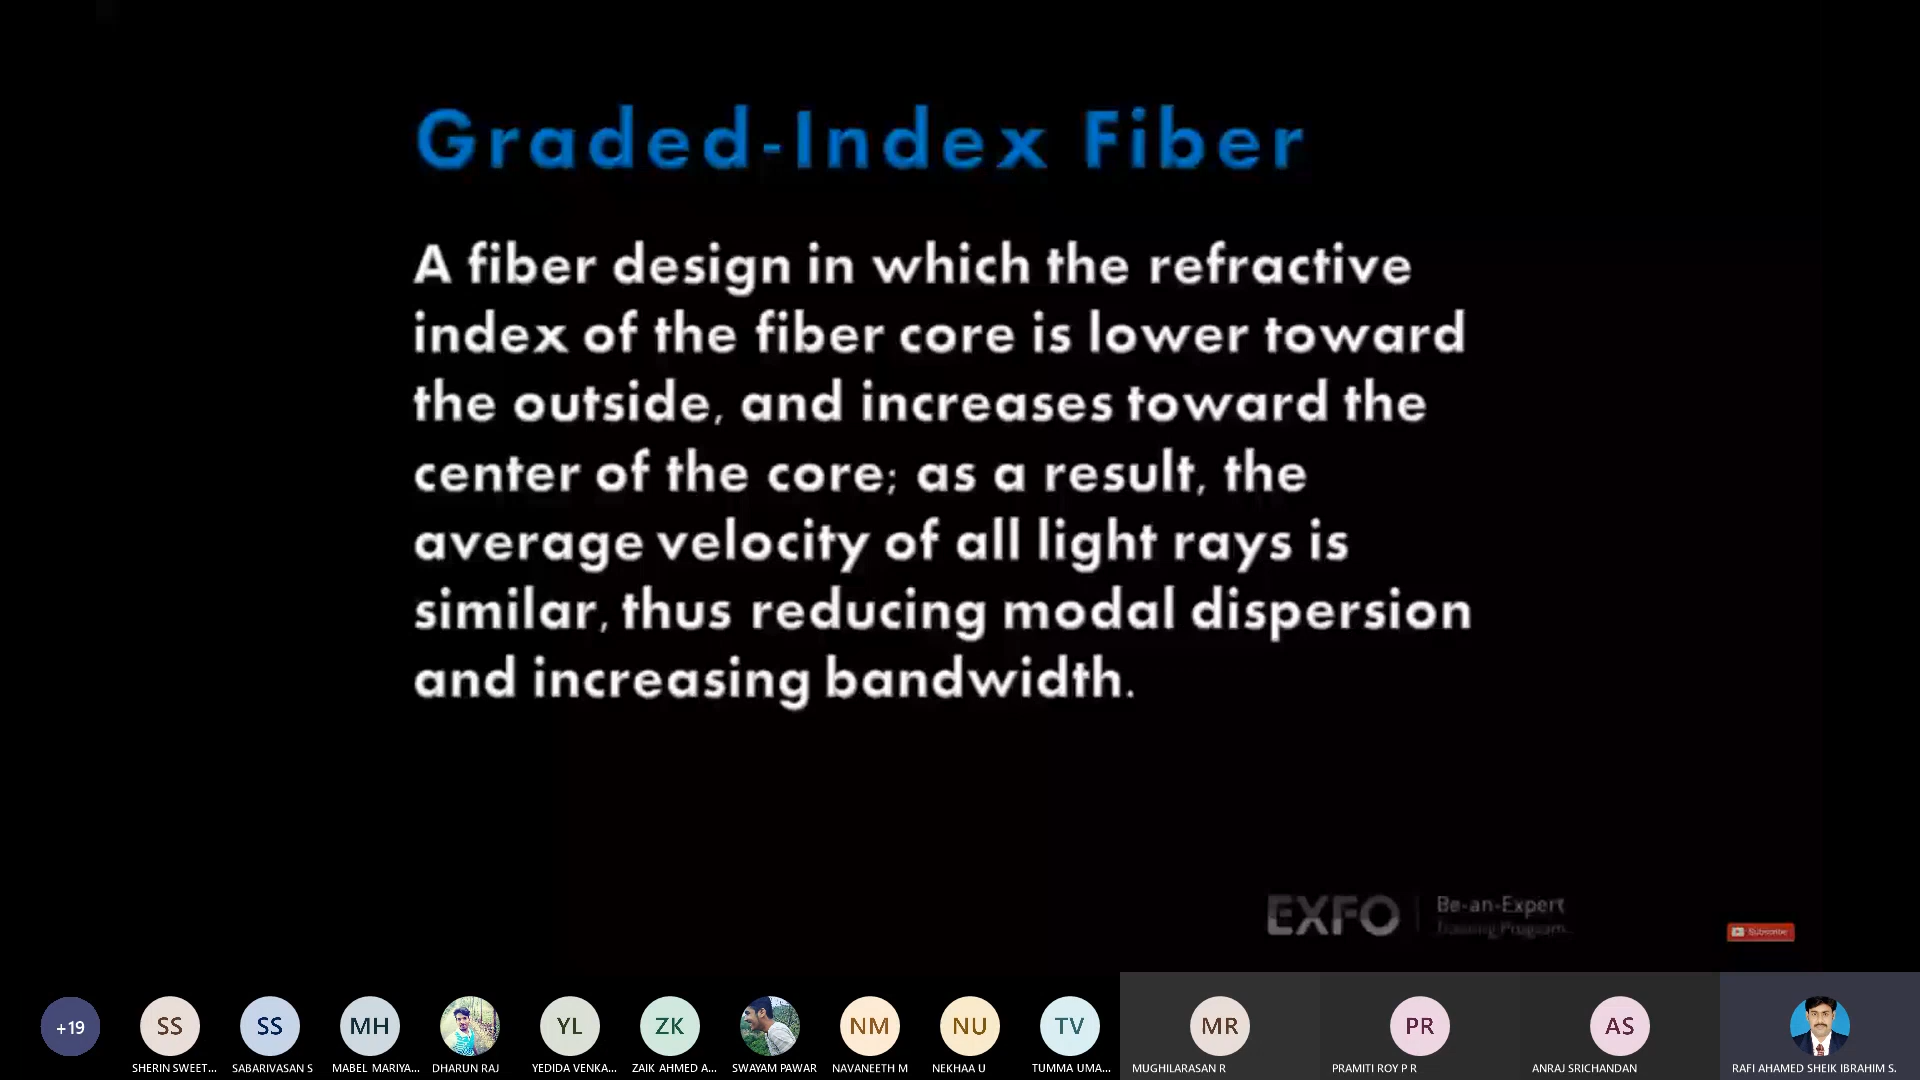 Graded-Index Fiber
A fiber design in which the refractive
index of the fiber core is lower toward
the outside, and increases toward the
center of the core; as a result, the
average velocity of all light rays is
similar, thus reducing modal dispersion
and increasing bandwidth.
EXFO
Be-an-Expert
Training Program
Subscribe
+19
SS
SS
MH
YL
ZK
NM
NU
TV
MR
PR
AS
SHERIN SWEET...
SABARIVASAN S
MABEL MARIYA...
DHARUN RAJ
YEDIDA VENKA...
ZAIK AHMED A...
SWAYAM PAWAR
NAVANEETH M
NEKHAA U
TUMMA UMA...
MUGHILARASAN R
PRAMITI ROY P R
ANRAJ SRICHANDAN
RAFI AHAMED SHEIK IBRAHIM S.